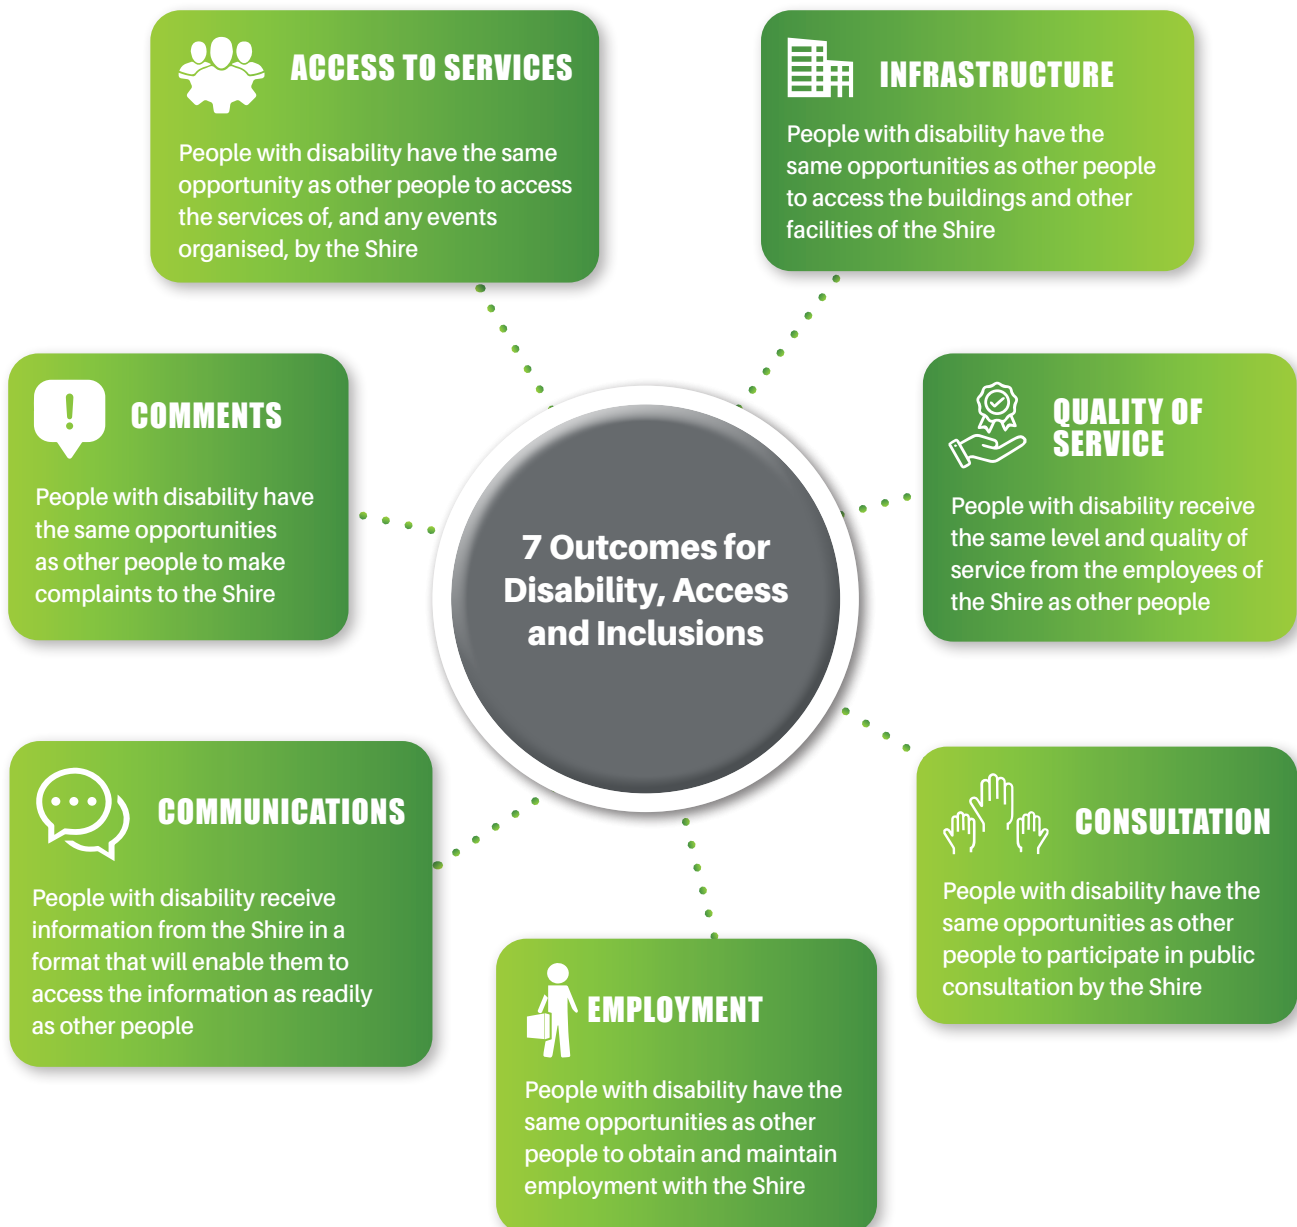 ACCESS TO SERVICES
People with disability have the same
opportunity as other people to access
the services of, and any events
organised, by the Shire
INFRASTRUCTURE
People with disability have the
same opportunities as other people
to access the buildings and other
facilities of the Shire
COMMENTS
People with disability have
the same opportunities
as other people to make
complaints to the Shire
7 Outcomes for
Disability, Access
and Inclusions
QUALITY OF
SERVICE
People with disability receive
the same level and quality of
service from the employees of
the Shire as other people
COMMUNICATIONS
People with disability receive
information from the Shire in a
format that will enable them to
access the information as readily
as other people
CONSULTATION
People with disability have the
same opportunities as other
people to participate in public
consultation by the Shire
EMPLOYMENT
People with disability have the
same opportunities as other
people to obtain and maintain
employment with the Shire